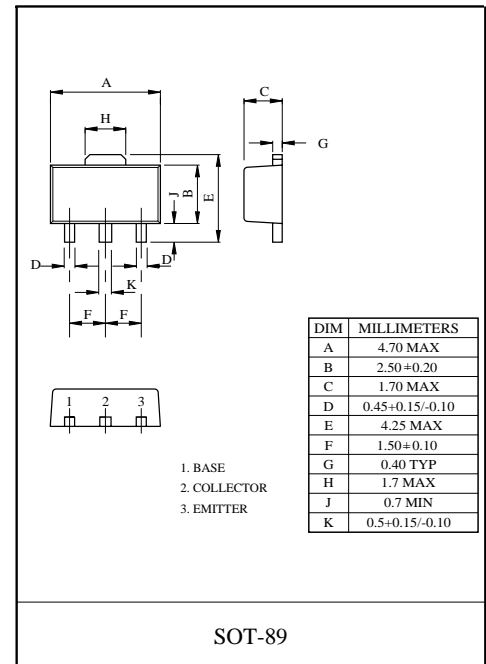 A
H
C
G
J
B
E
D
D
K
F F
1 2 3
1. BASE
2. COLLECTOR
3. EMITTER
DIM MILLIMETERS
A 4.70 MAX
B 2.50±0.20
C 1.70 MAX
D 0.45+0.15/-0.10
E 4.25 MAX
F 1.50±0.10
G 0.40 TYP
H 1.7 MAX
J 0.7 MIN
K 0.5+0.15/-0.10
SOT-89